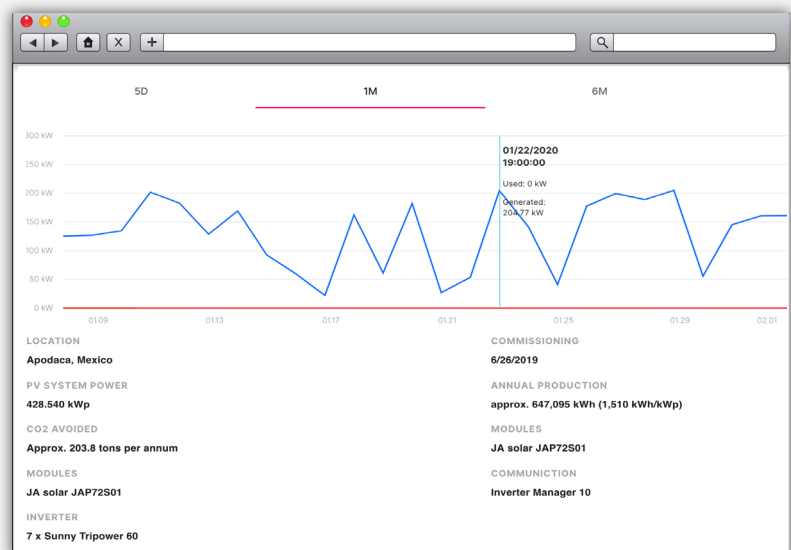 X
5D
1M
6M
300 kW
250 kW
200 kW
150 kW
100 kW
50 kW
0 kW
01/22/2020
19:00:00
Used: 0 kW
Generated:
204.77 kW
01.09
01.13
01.17
01.21
01.25
01.29
02.01
LOCATION
Apodaca, Mexico
COMMISSIONING
6/26/2019
PV SYSTEM POWER
428.540 kWp
ANNUAL PRODUCTION
approx. 647,095 kWh (1,510 kWh/kWp)
CO2 AVOIDED
Approx. 203.8 tons per annum
MODULES
JA solar JAP72S01
MODULES
JA solar JAP72S01
COMMUNICTION
Inverter Manager 10
INVERTER
7 x Sunny Tripower 60